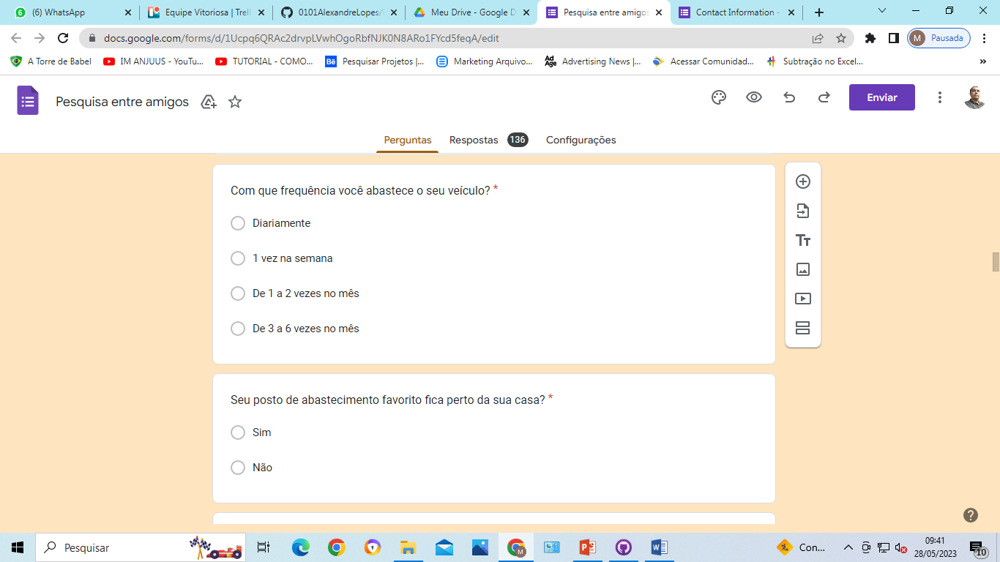 (6) WhatsApp
Equipe Vitoriosa | Trell
0101AlexandreLopes/
Meu Drive - Google D
Pesquisa entre amigos
Contact Information -
docs.google.com/forms/d/1Ucpq6QRAc2drvpLVwhOgoRbfNJK0N8ARo1FYcd5feqA/edit
M
Pausada
A Torre de Babel
IM ANJUUS - YouTu...
TUTORIAL - COMO...
Bē
Pesquisar Projetos |...
Marketing Arquivo...
Ad Age
Advertising News |...
Acessar Comunidad...
Subtração no Excel...
»
Pesquisa entre amigos
Enviar
Perguntas
Respostas
136
Configurações
Com que frequência você abastece o seu veículo? *
Diariamente
1 vez na semana
De 1 a 2 vezes no mês
De 3 a 6 vezes no mês
Seu posto de abastecimento favorito fica perto da sua casa? *
Sim
Não
Pesquisar
Con...
09:41
28/05/2023
10